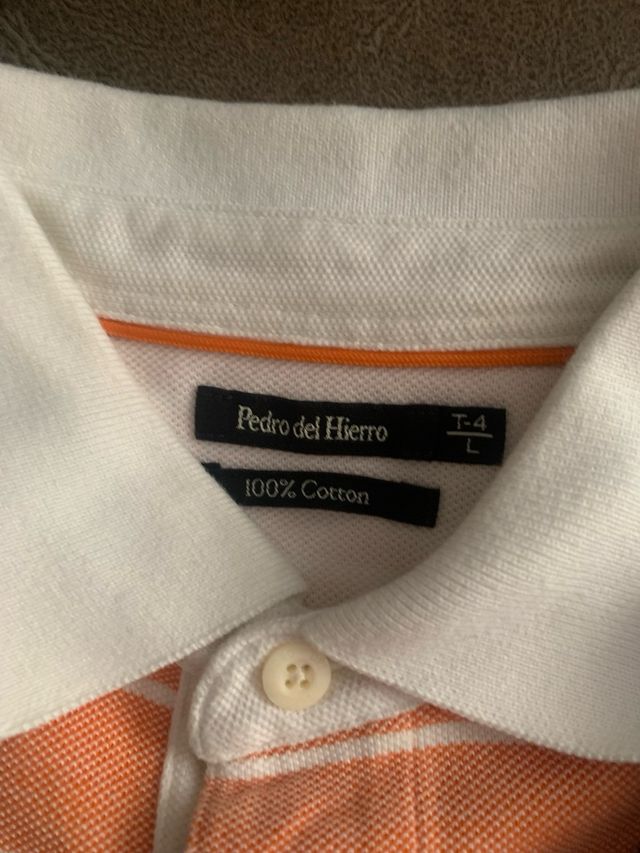 Pedro del Hierro
T-4
L
100% Cotton